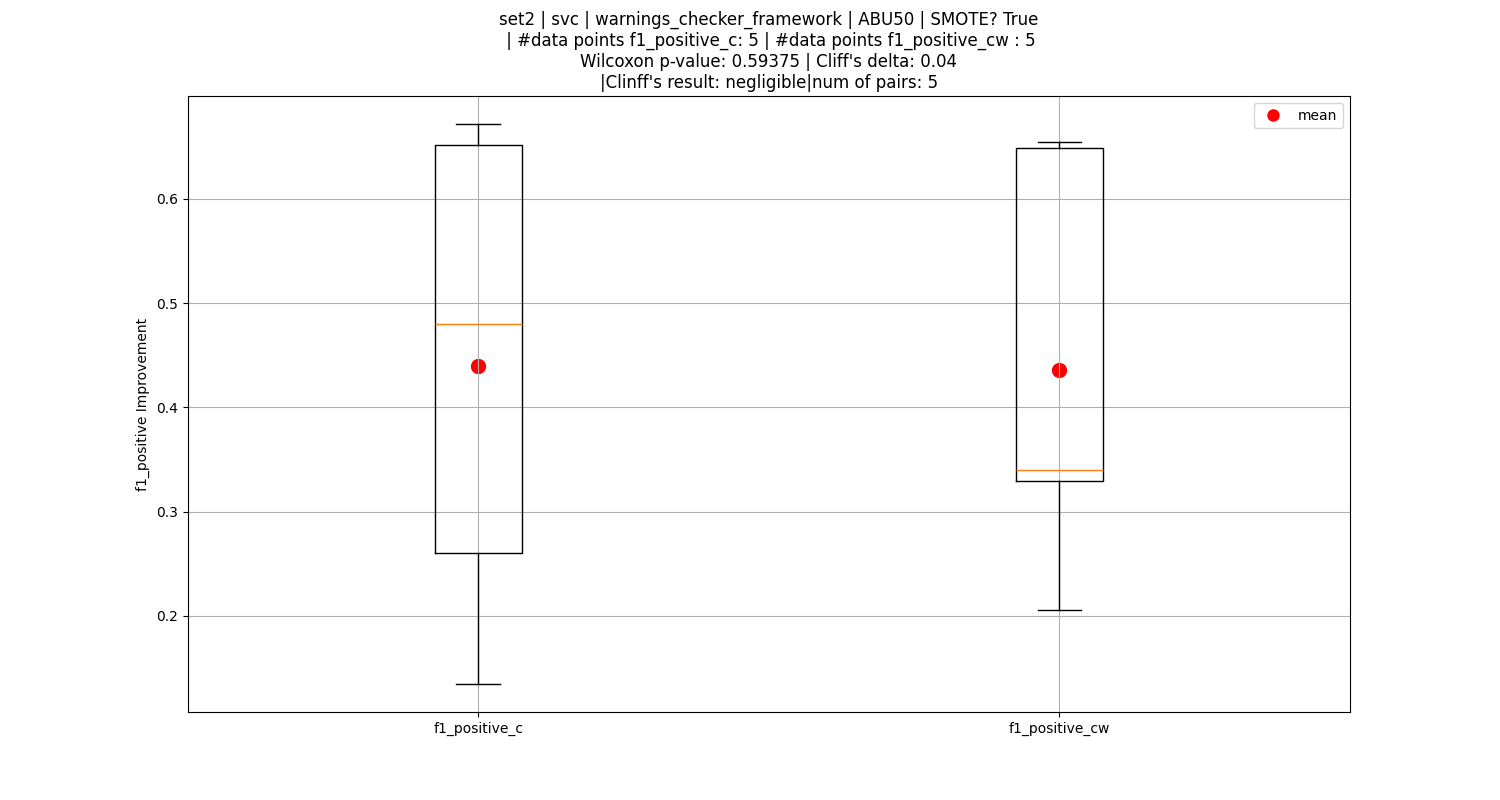 set2 | svc | warnings_checker_framework | ABU50 | SMOTE? True
| #data points f1_positive_c: 5 | #data points f1_positive_cw : 5
Wilcoxon p-value: 0.59375 | Cliff's delta: 0.04
|Clinff's result: negligible|num of pairs: 5
mean
0.6
0.5
0.4
0.3
0.2
f1_positive Improvement
f1_positive_c
f1_positive_cw